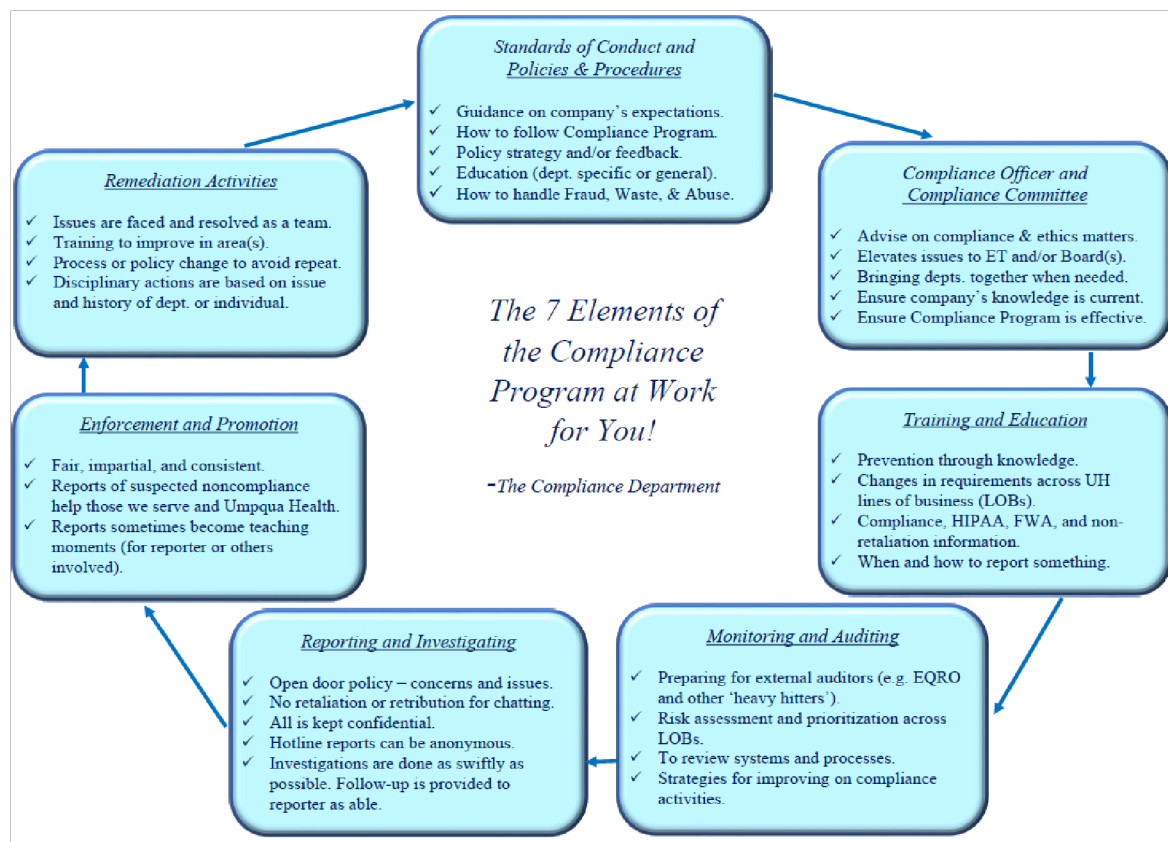 Standards of Conduct and
Policies & Procedures
✓ Guidance on company's expectations.
✓ How to follow Compliance Program.
✓ Policy strategy and/or feedback.
✓ Education (dept. specific or general).
✓ How to handle Fraud, Waste, & Abuse.
Compliance Officer and
Compliance Committee
✓ Advise on compliance & ethics matters.
✓ Elevates issues to ET and/or Board(s).
✓ Bringing depts. together when needed.
✓ Ensure company's knowledge is current.
✓ Ensure Compliance Program is effective.
Training and Education
✓ Prevention through knowledge.
✓ Changes in requirements across UH
lines of business (LOBs).
✓ Compliance, HIPAA, FWA, and non-
retaliation information.
✓ When and how to report something.
Monitoring and Auditing
✓ Preparing for external auditors (e.g. EQRO
and other 'heavy hitters').
✓ Risk assessment and prioritization across
LOBs.
✓ To review systems and processes.
✓ Strategies for improving on compliance
activities.
Reporting and Investigating
✓ Open door policy – concerns and issues.
✓ No retaliation or retribution for chatting.
✓ All is kept confidential.
✓ Hotline reports can be anonymous.
✓ Investigations are done as swiftly as
possible. Follow-up is provided to
reporter as able.
Enforcement and Promotion
✓ Fair, impartial, and consistent.
✓ Reports of suspected noncompliance
help those we serve and Umpqua Health.
✓ Reports sometimes become teaching
moments (for reporter or others
involved).
Remediation Activities
✓ Issues are faced and resolved as a team.
✓ Training to improve in area(s).
✓ Process or policy change to avoid repeat.
✓ Disciplinary actions are based on issue
and history of dept. or individual.
The 7 Elements of
the Compliance
Program at Work
for You!
-The Compliance Department